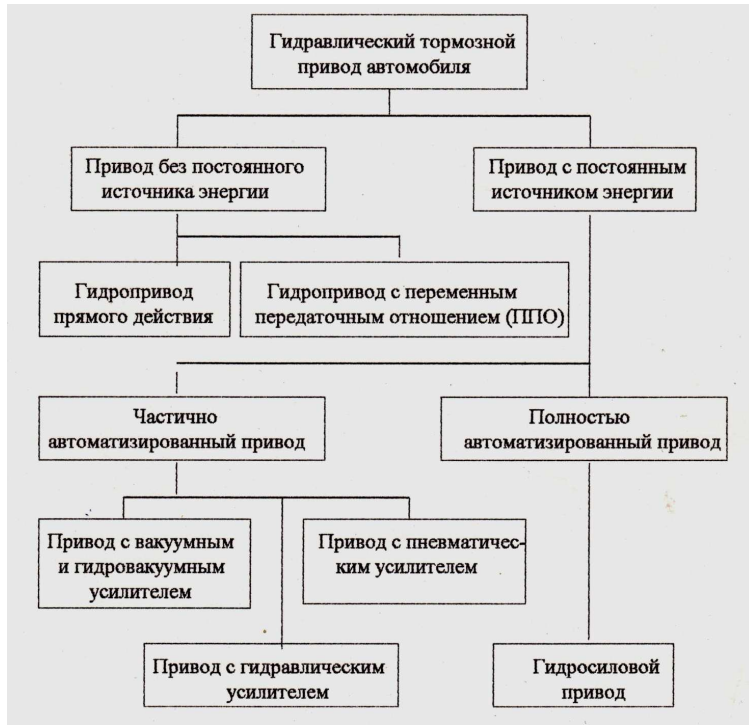 Гидравлический тормозной
привод автомобиля
Привод без постоянного
источника энергии
Привод с постоянным
источником энергии
Гидропривод
прямого действия
Гидропривод с переменным
передаточным отношением (ППО)
Частично
автоматизированный привод
Полностью
автоматизированный привод
Привод с вакуумным
и гидровакуумным
усилителем
Привод с пневматичес-
ким усилителем
Привод с гидравлическим
усилителем
Гидросиловой
привод